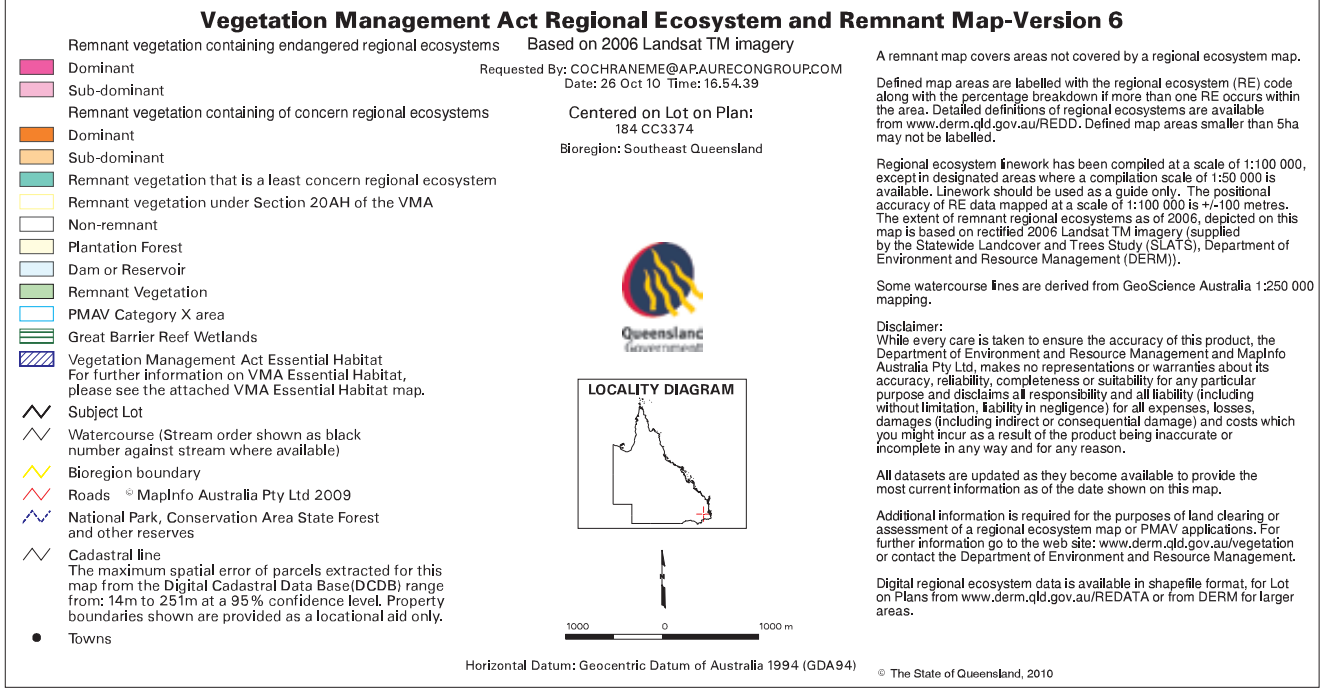 Vegetation Management Act Regional Ecosystem and Remnant Map-Version 6
Remnant vegetation containing endangered regional ecosystems
Dominant
Sub-dominant
Remnant vegetation containing of concern regional ecosystems
Dominant
Sub-dominant
Remnant vegetation that is a least concern regional ecosystem
Remnant vegetation under Section 20AH of the VMA
Non-remnant
Plantation Forest
Dam or Reservoir
Remnant Vegetation
PMAV Category X area
Great Barrier Reef Wetlands
Vegetation Management Act Essential Habitat
For further information on VMA Essential Habitat,
please see the attached VMA Essential Habitat map.
Subject Lot
Watercourse (Stream order shown as black
number against stream where available)
Bioregion boundary
Roads © MapInfo Australia Pty Ltd 2009
National Park, Conservation Area State Forest
and other reserves
Cadastral line
The maximum spatial error of parcels extracted for this
map from the Digital Cadastral Data Base(DCDB) range
from: 14m to 251m at a 95% confidence level. Property
boundaries shown are provided as a locational aid only.
Towns
Based on 2006 Landsat TM imagery
Requested By: COCHRANEME@AP.AURECONGROUP.COM
Date: 26 Oct 10 Time: 16.54.39
Centered on Lot on Plan:
184 CC3374
Bioregion: Southeast Queensland
Queensland
Government
LOCALITY DIAGRAM
1000 0 1000 m
Horizontal Datum: Geocentric Datum of Australia 1994 (GDA94)
A remnant map covers areas not covered by a regional ecosystem map.
Defined map areas are labelled with the regional ecosystem (RE) code
along with the percentage breakdown if more than one RE occurs within
the area. Detailed definitions of regional ecosystems are available
from www.derm.qld.gov.au/REDD. Defined map areas smaller than 5ha
may not be labelled.
Regional ecosystem linework has been compiled at a scale of 1:100 000,
except in designated areas where a compilation scale of 1:50 000 is
available. Linework should be used as a guide only. The positional
accuracy of RE data mapped at a scale of 1:100 000 is +/-100 metres.
The extent of remnant regional ecosystems as of 2006, depicted on this
map is based on rectified 2006 Landsat TM imagery (supplied
by the Statewide Landcover and Trees Study (SLATS), Department of
Environment and Resource Management (DERM)).
Some watercourse lines are derived from GeoScience Australia 1:250 000
mapping.
Disclaimer:
While every care is taken to ensure the accuracy of this product, the
Department of Environment and Resource Management and MapInfo
Australia Pty Ltd, makes no representations or warranties about its
accuracy, reliability, completeness or suitability for any particular
purpose and disclaims all responsibility and all liability (including
without limitation, liability in negligence) for all expenses, losses,
damages (including indirect or consequential damage) and costs which
you might incur as a result of the product being inaccurate or
incomplete in any way and for any reason.
All datasets are updated as they become available to provide the
most current information as of the date shown on this map.
Additional information is required for the purposes of land clearing or
assessment of a regional ecosystem map or PMAV applications. For
further information go to the web site: www.derm.qld.gov.au/vegetation
or contact the Department of Environment and Resource Management.
Digital regional ecosystem data is available in shapefile format, for Lot
on Plans from www.derm.qld.gov.au/REDATA or from DERM for larger
areas.
© The State of Queensland, 2010